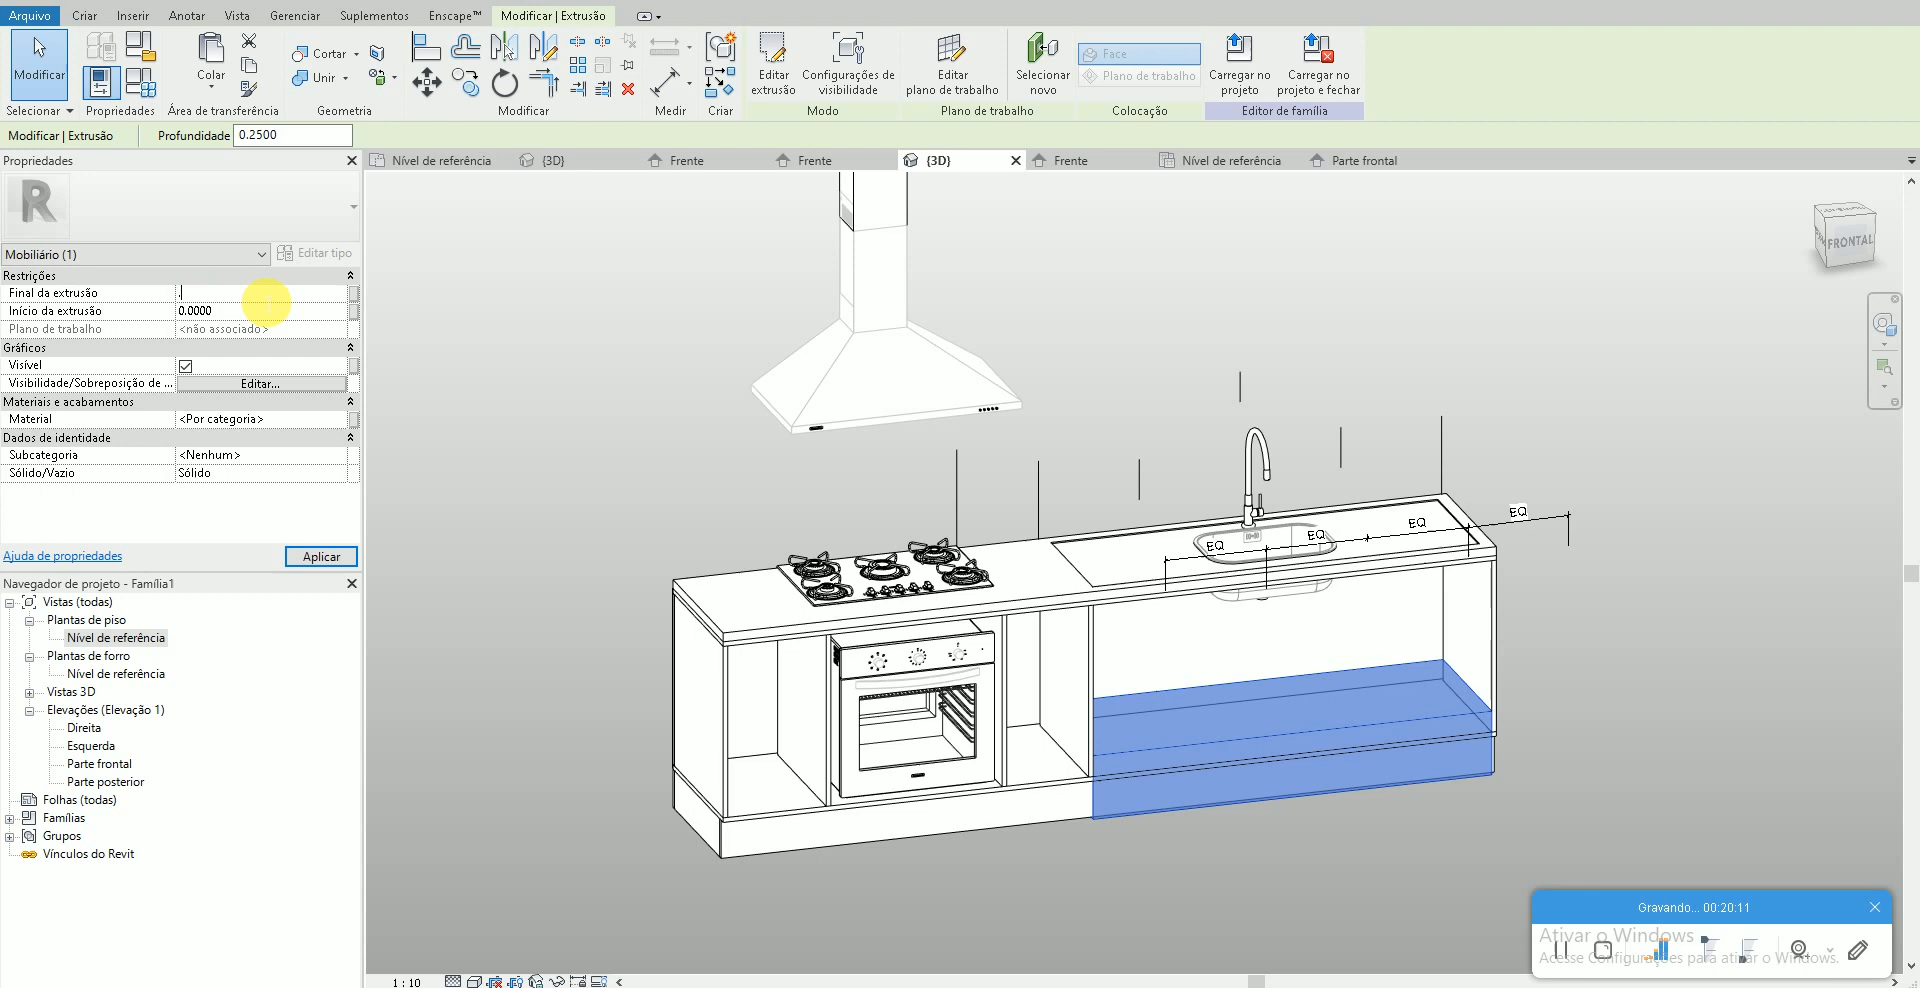 Arquivo Criar Inserir Anotar Vista Gerenciar Suplementos Enscape™ Modificar | Extrusão
Modificar
Colar
Cortar
Unir
Editar extrusão
Configurações de visibilidade
Editar plano de trabalho
Selecionar novo
Face
Plano de trabalho
Carregar no projeto
Carregar no projeto e fechar
Selecionar Propriedades Área de transferência Geometria Modificar Medir Criar Modo Plano de trabalho Colocação Editor de família
Modificar | Extrusão Profundidade 0.2500
Propriedades
Nível de referência {3D} Frente Frente {3D} Frente Nível de referência Parte frontal
R
Mobiliário (1) Editar tipo
Restrições
Final da extrusão .
Início da extrusão 0.0000
Plano de trabalho <não associado>
Gráficos
Visível
Visibilidade/Sobreposição de ... Editar...
Materiais e acabamentos
Material <Por categoria>
Dados de identidade
Subcategoria <Nenhum>
Sólido/Vazio Sólido
Ajuda de propriedades Aplicar
Navegador de projeto - Família1
Vistas (todas)
Plantas de piso
Nível de referência
Plantas de forro
Nível de referência
Vistas 3D
Elevações (Elevação 1)
Direita
Esquerda
Parte frontal
Parte posterior
Folhas (todas)
Famílias
Grupos
Vínculos do Revit
FRONTAL
EQ EQ EQ EQ
Gravando... 00:20:11
Ativar o Windows
Acesse Configurações para ativar o Windows.
1 : 10